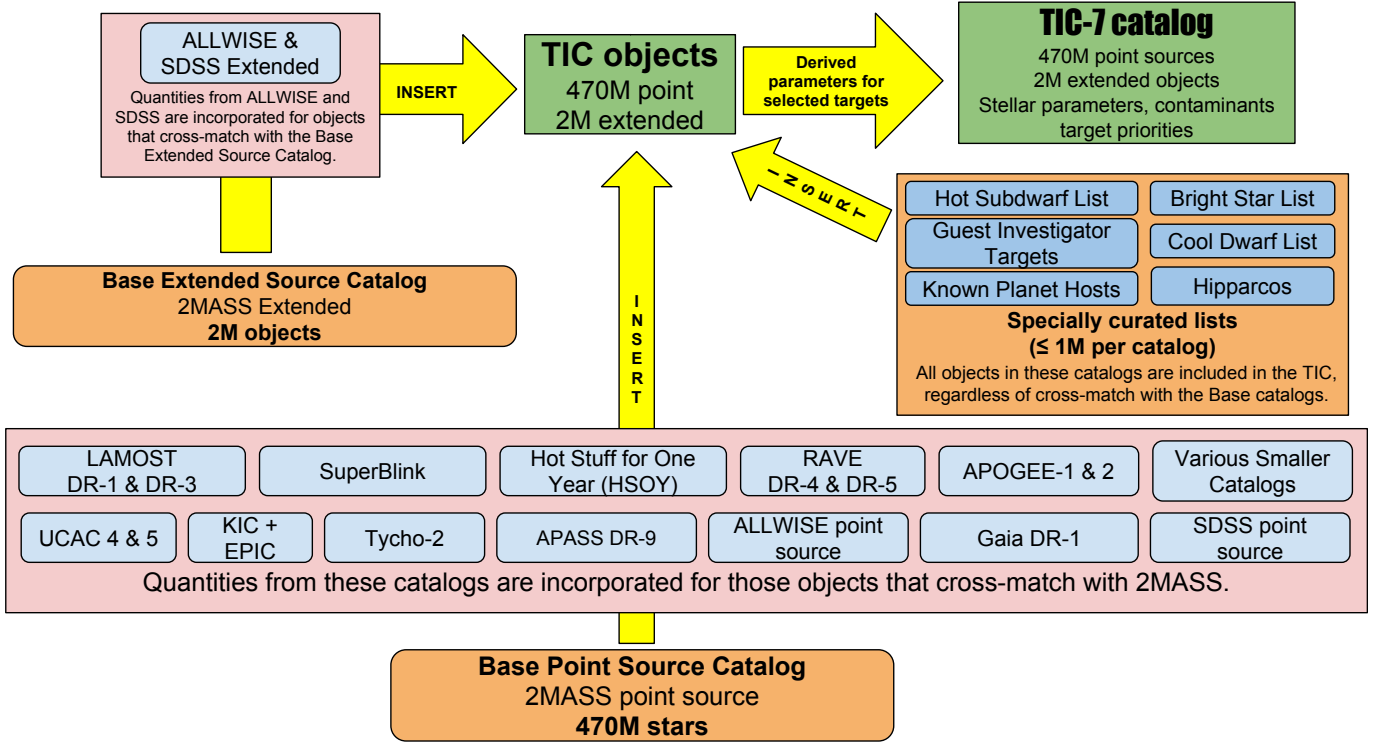 ALLWISE &
SDSS Extended
Quantities from ALLWISE and
SDSS are incorporated for objects
that cross-match with the Base
Extended Source Catalog.
INSERT
TIC objects
470M point
2M extended
Derived
parameters for
selected targets
TIC-7 catalog
470M point sources
2M extended objects
Stellar parameters, contaminants
target priorities
Base Extended Source Catalog
2MASS Extended
2M objects
INSERT
INSERT
Hot Subdwarf List
Bright Star List
Guest Investigator
Targets
Cool Dwarf List
Known Planet Hosts
Hipparcos
Specially curated lists
(≤ 1M per catalog)
All objects in these catalogs are included in the TIC,
regardless of cross-match with the Base catalogs.
LAMOST
DR-1 & DR-3
SuperBlink
Hot Stuff for One
Year (HSOY)
RAVE
DR-4 & DR-5
APOGEE-1 & 2
Various Smaller
Catalogs
UCAC 4 & 5
KIC +
EPIC
Tycho-2
APASS DR-9
ALLWISE point
source
Gaia DR-1
SDSS point
source
Quantities from these catalogs are incorporated for those objects that cross-match with 2MASS.
Base Point Source Catalog
2MASS point source
470M stars